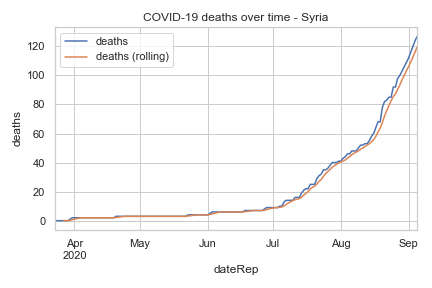 COVID-19 deaths over time - Syria
deaths
deaths (rolling)
120
100
80
60
40
20
0
deaths
Apr May Jun Jul Aug Sep
2020
dateRep